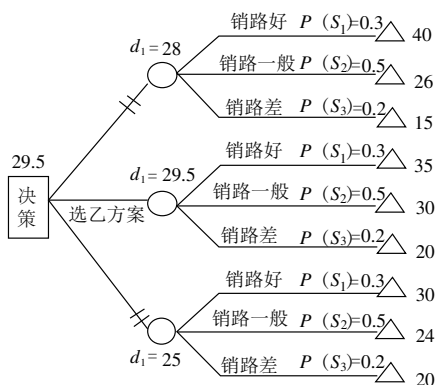 销路好 P (S₁)=0.3 40
d₁=28
销路一般 P (S₂)=0.5 26
销路差 P (S₃)=0.2 15
销路好 P (S₁)=0.3 35
d₁=29.5
29.5
销路一般 P (S₂)=0.5 30
决策
选乙方案
销路差 P (S₃)=0.2 20
销路好 P (S₁)=0.3 30
销路一般 P (S₂)=0.5 24
d₁=25
销路差 P (S₃)=0.2 20